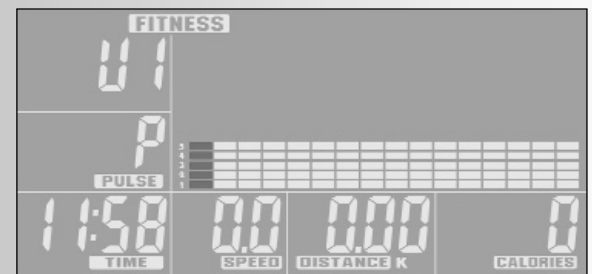 FITNESS
U1
P
PULSE
5
4
3
2
1
11:58 0.0 0.00 0
TIME SPEED DISTANCE K CALORIES